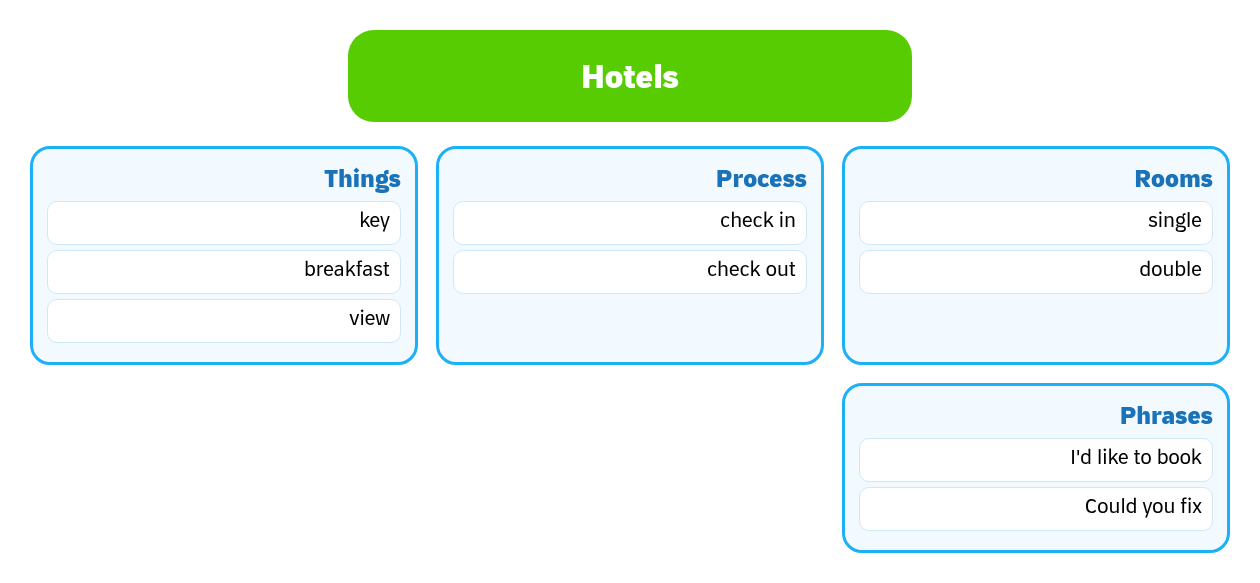 Hotels
Rooms
single
double
Process
check in
check out
Things
key
breakfast
view
Phrases
I'd like to book
Could you fix